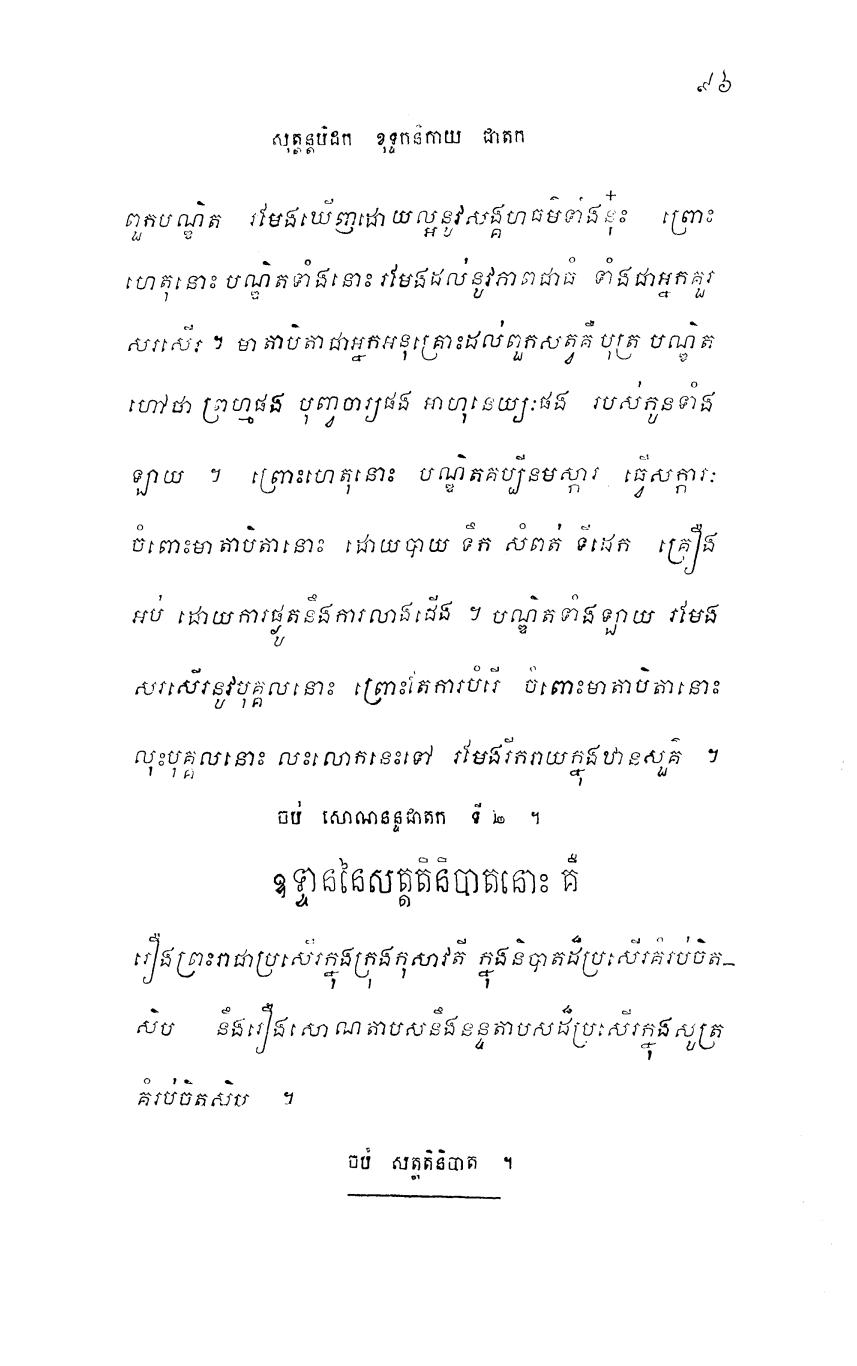 ៩៦
សុត្តន្តបិដក ខុទ្ទកនិកាយ ជាតក
ពួកបណ្ឌិត រមែងឃើញដោយល្អនូវសង្គហធម៌ទាំងនុ៎ះ ព្រោះ
ហេតុនោះ បណ្ឌិតទាំងនោះ រមែងដល់នូវភាពជាធំ ទាំងជាអ្នកគួរ
សរសើរ ។ មាតាបិតាជាអ្នកអនុគ្រោះដល់ពួកសត្វគឺបុត្រ បណ្ឌិត
ហៅថា ព្រហ្មផង បុញ្វចារ្យផង អាហុនេយ្យៈផង របស់កូនទាំង
ឡាយ ។ ព្រោះហេតុនោះ បណ្ឌិតគប្បីនមស្ការ ធ្វើសក្ការៈ
ចំពោះមាតាបិតានោះ ដោយបាយ ទឹក សំពត់ ទីដេក គ្រឿង
អប់ ដោយការផ្ងូតនឹងការលាងជើង ។ បណ្ឌិតទាំងឡាយ រមែង
សរសើរនូវបុគ្គលនោះ ព្រោះតែការបំរើ ចំពោះមាតាបិតានោះ
លុះបុគ្គលនោះ លះលោកនេះទៅ រមែងរីករាយក្នុងឋានសួគ៌ ។
ចប់ សោណនន្ទជាតក ទី ២ ។
ឧទ្ទាននៃសត្តតិនិបាតនោះ គឺ
រឿងព្រះរាជាប្រសើរក្នុងក្រុងកុសាវតី ក្នុងនិបាតដ៏ប្រសើរគំរប់ចិត–
សិប នឹងរឿងសោណតាបសនឹងនន្ទតាបសដ៏ប្រសើរក្នុងសូត្រ
គំរប់ចិតសិប ។
ចប់ សត្តតិនិបាត ។